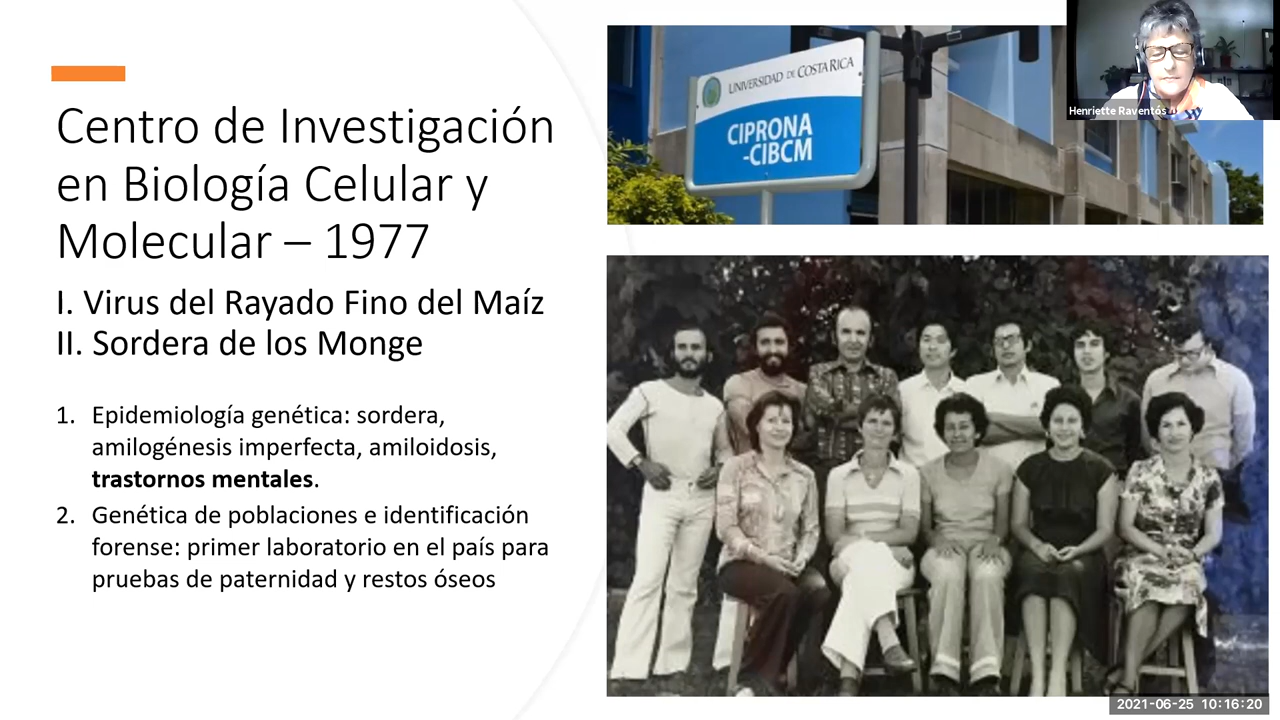 Centro de Investigación
en Biología Celular y
Molecular – 1977
I. Virus del Rayado Fino del Maíz
II. Sordera de los Monge
1. Epidemiología genética: sordera,
amilogénesis imperfecta, amiloidosis,
trastornos mentales.
2. Genética de poblaciones e identificación
forense: primer laboratorio en el país para
pruebas de paternidad y restos óseos
UNIVERSIDAD DE COSTA RICA
CIPRONA
-CIBCM
Henriette Raventós
2021-06-25 10:16:20